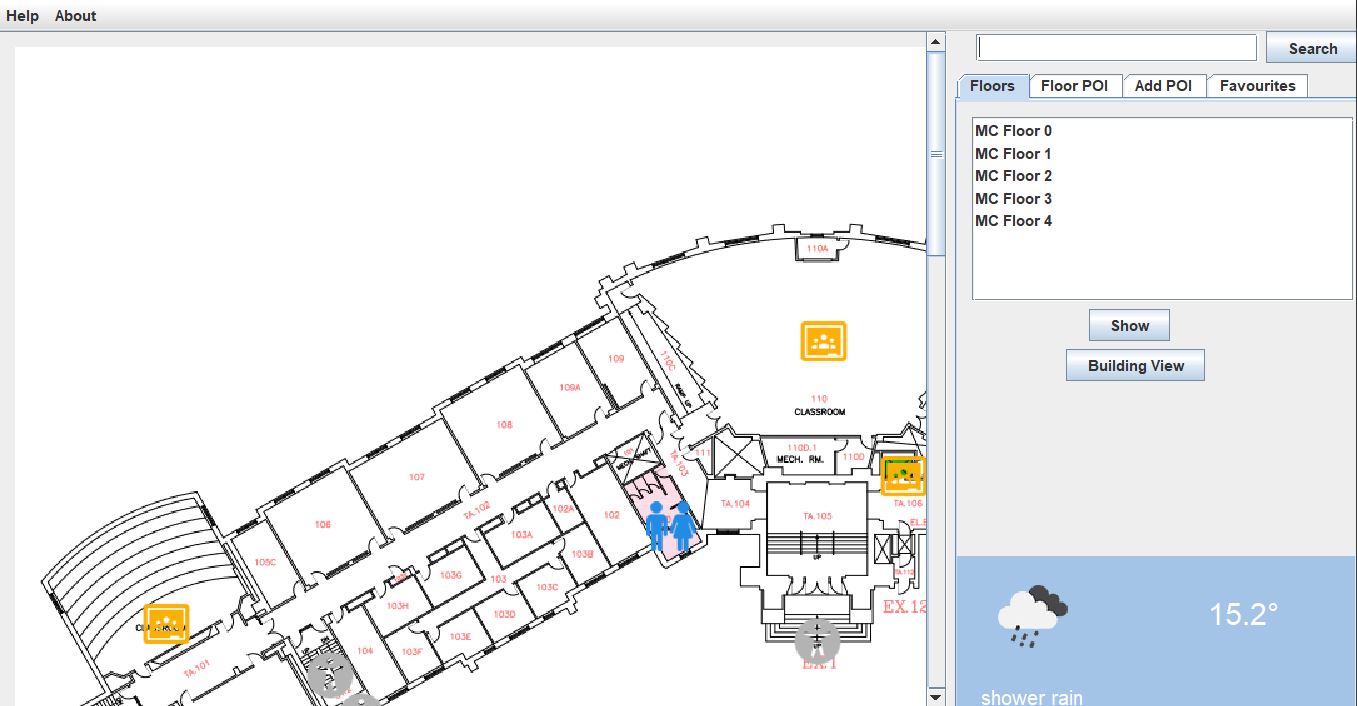 Help About
Search
Floors Floor POI Add POI Favourites
MC Floor 0
MC Floor 1
MC Floor 2
MC Floor 3
MC Floor 4
Show
Building View
110A
109
110C
109A
110
CLASSROOM
108
111
110D.1
110D
MECH. RM.
TA.103
107
TA.104
TA.105
TA.106
102A
102
TA.102
106
103A
103B
UP
105C
103G
103
103C
103H
103D
EX.12
103E
104
103F
TA.101
UP
EX.1
15.2°
shower rain